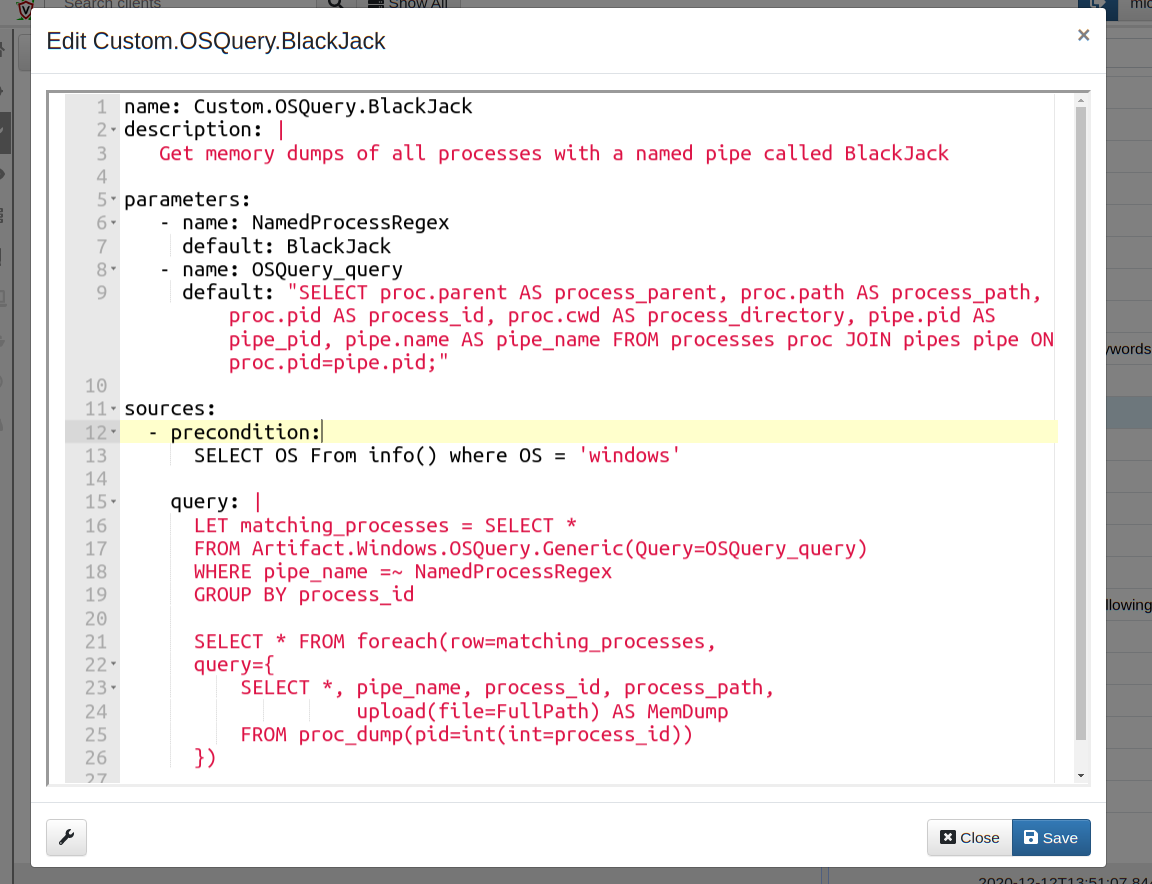 Search clients
Show All
Edit Custom.OSQuery.BlackJack
×
1 name: Custom.OSQuery.BlackJack
2 description: |
3 Get memory dumps of all processes with a named pipe called BlackJack
4
5 parameters:
6 - name: NamedProcessRegex
7 default: BlackJack
8 - name: OSQuery_query
9 default: "SELECT proc.parent AS process_parent, proc.path AS process_path,
proc.pid AS process_id, proc.cwd AS process_directory, pipe.pid AS
pipe_pid, pipe.name AS pipe_name FROM processes proc JOIN pipes pipe ON
proc.pid=pipe.pid;"
10
11 sources:
12 - precondition:
13 SELECT OS From info() where OS = 'windows'
14
15 query: |
16 LET matching_processes = SELECT *
17 FROM Artifact.Windows.OSQuery.Generic(Query=OSQuery_query)
18 WHERE pipe_name =~ NamedProcessRegex
19 GROUP BY process_id
20
21 SELECT * FROM foreach(row=matching_processes,
22 query={
23 SELECT *, pipe_name, process_id, process_path,
24 upload(file=FullPath) AS MemDump
25 FROM proc_dump(pid=int(int=process_id))
26 })
27
ywords
llowing
Close
Save
2020-12-12T13:51:07.84